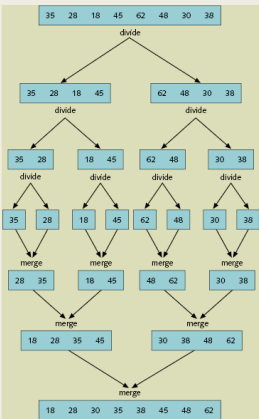 35 28 18 45 62 48 30 38
divide
35 28 18 45 62 48 30 38
divide divide
35 28 18 45 62 48 30 38
divide divide divide divide
35 28 18 45 62 48 30 38
merge merge merge merge
28 35 18 45 48 62 30 38
merge merge
18 28 35 45 30 38 48 62
merge
18 28 30 35 38 45 48 62